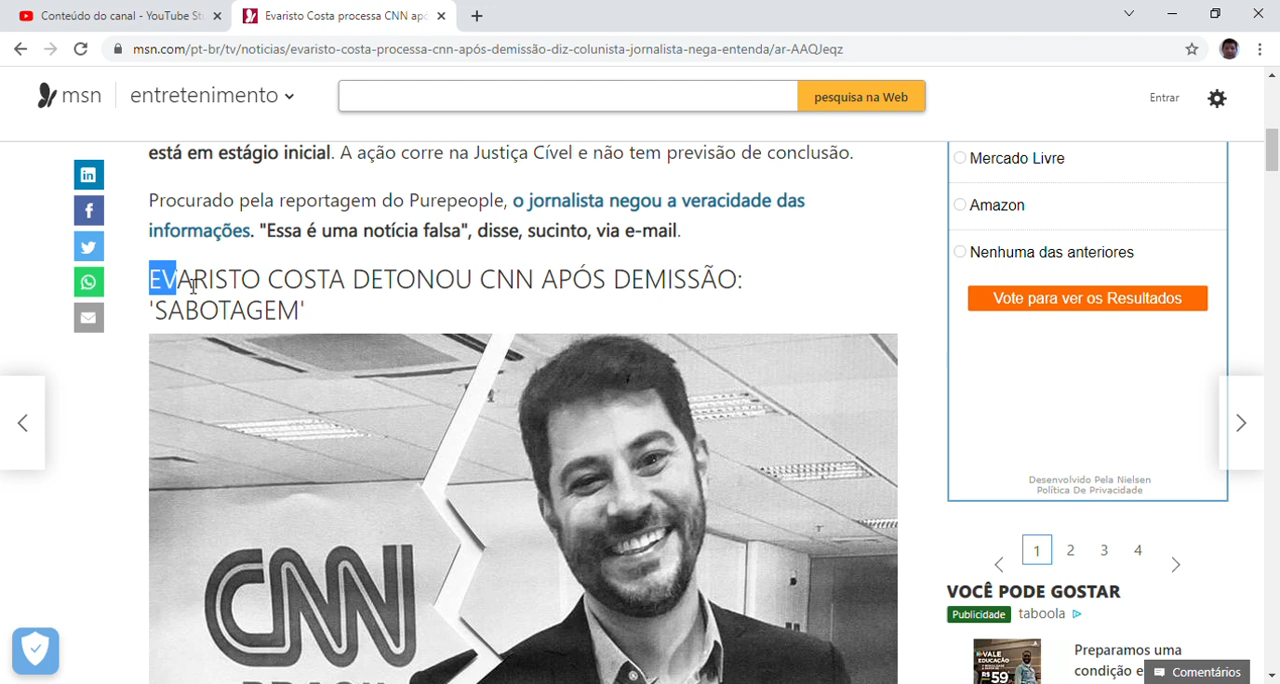 Conteúdo do canal - YouTube St
Evaristo Costa processa CNN apó
msn.com/pt-br/tv/noticias/evaristo-costa-processa-cnn-após-demissão-diz-colunista-jornalista-nega-entenda/ar-AAQJeqz
msn
entretenimento
pesquisa na Web
Entrar
está em estágio inicial. A ação corre na Justiça Cível e não tem previsão de conclusão.
Procurado pela reportagem do Purepeople, o jornalista negou a veracidade das
informações. "Essa é uma notícia falsa", disse, sucinto, via e-mail.
EVARISTO COSTA DETONOU CNN APÓS DEMISSÃO:
'SABOTAGEM'
CNN
BRASIL
Mercado Livre
Amazon
Nenhuma das anteriores
Vote para ver os Resultados
Desenvolvido Pela Nielsen
Política De Privacidade
1 2 3 4
VOCÊ PODE GOSTAR
Publicidade taboola
VALE
EDUCAÇÃO
R$59
Preparamos uma
condição e
Comentários